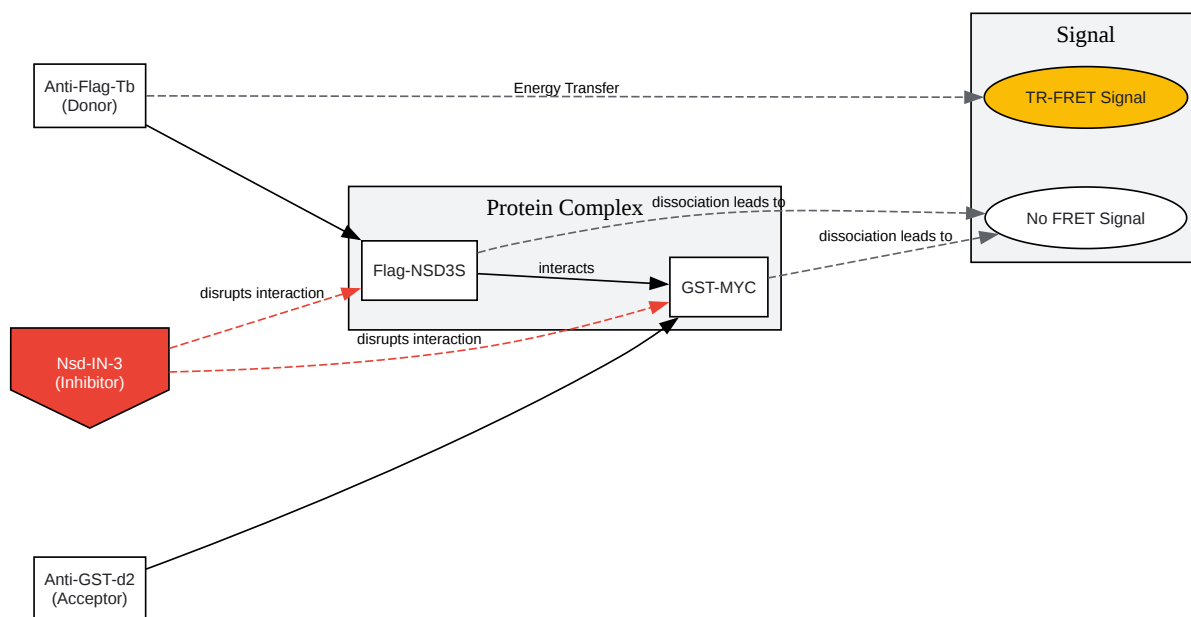 Signal
Anti-Flag-Tb
(Donor)
Energy Transfer
TR-FRET Signal
Protein Complex
dissociation leads to
No FRET Signal
dissociation leads to
Flag-NSD3S
interacts
GST-MYC
disrupts interaction
disrupts interaction
Nsd-IN-3
(Inhibitor)
Anti-GST-d2
(Acceptor)